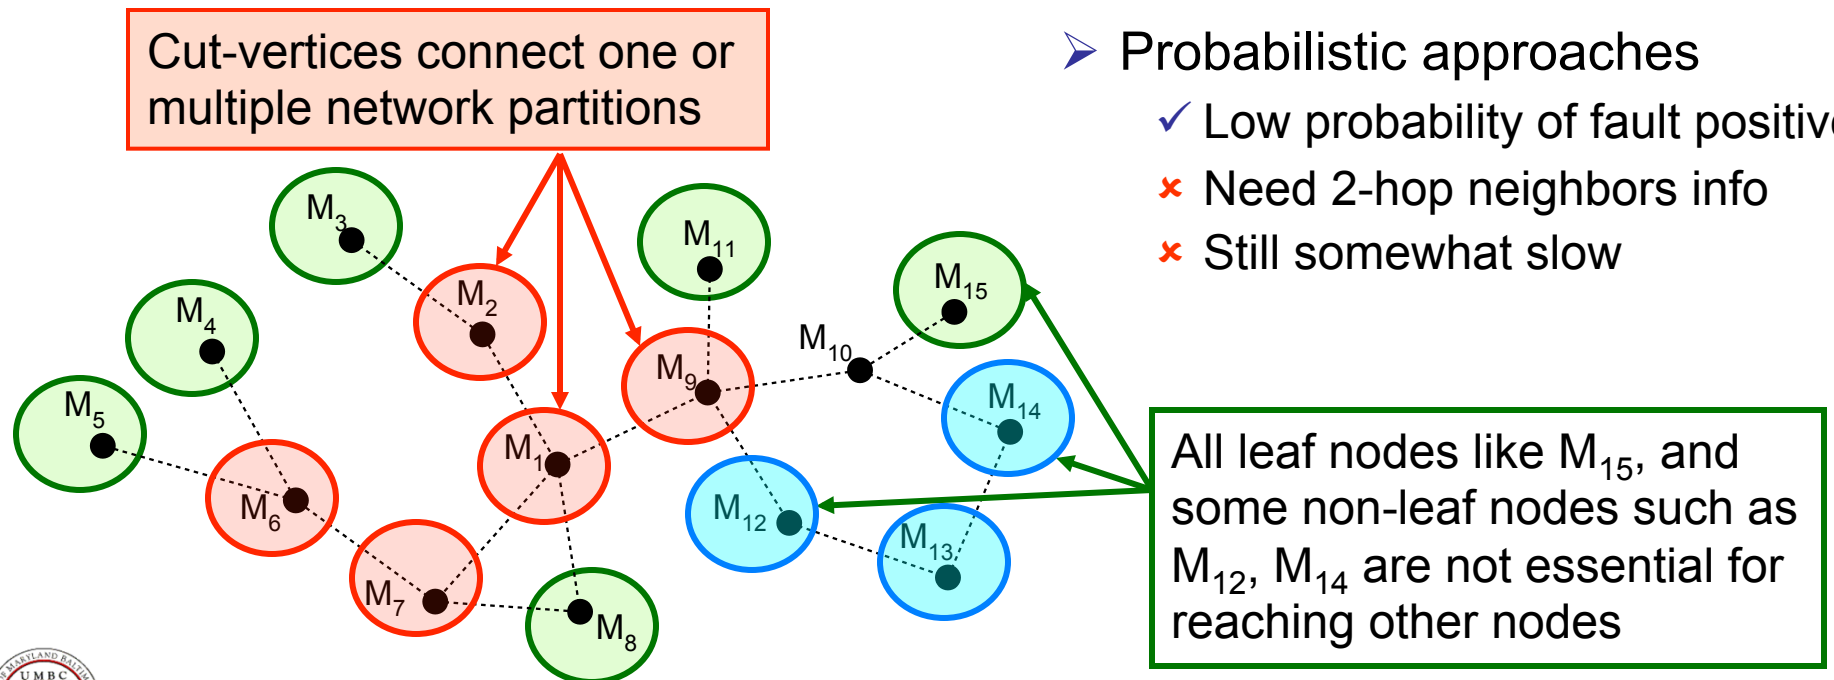 Cut-vertices connect one or
multiple network partitions
➢ Probabilistic approaches
✓ Low probability of fault positive
✘ Need 2-hop neighbors info
✘ Still somewhat slow
M3
M11
M15
M2
M4
M10
M9
M14
M5
M1
M6
M12
M13
M7
M8
All leaf nodes like M15, and
some non-leaf nodes such as
M12, M14 are not essential for
reaching other nodes
UMBC